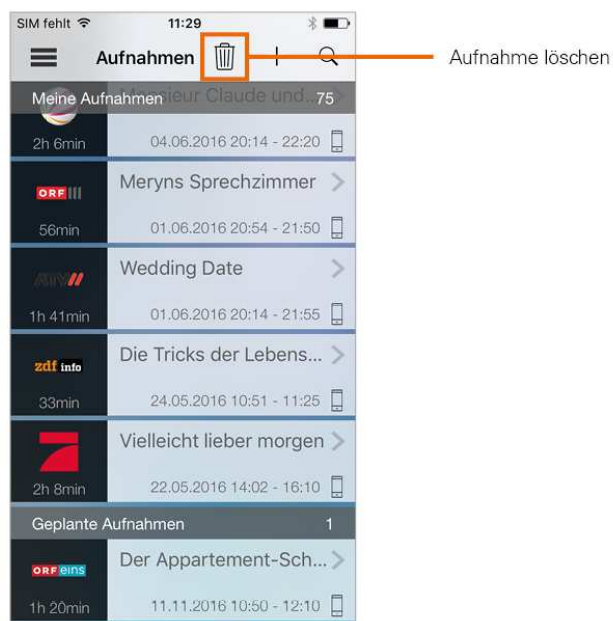 SIM fehlt 11:29
Aufnahmen
Aufnahme löschen
Meine Aufnahmen 75
Monsieur Claude und...
2h 6min 04.06.2016 20:14 - 22:20
ORF III
Meryns Sprechzimmer
56min 01.06.2016 20:54 - 21:50
ATV II
Wedding Date
1h 41min 01.06.2016 20:14 - 21:55
zdf info
Die Tricks der Lebens...
33min 24.05.2016 10:51 - 11:25
Vielleicht lieber morgen
2h 8min 22.05.2016 14:02 - 16:10
Geplante Aufnahmen 1
ORF eins
Der Appartement-Sch...
1h 20min 11.11.2016 10:50 - 12:10